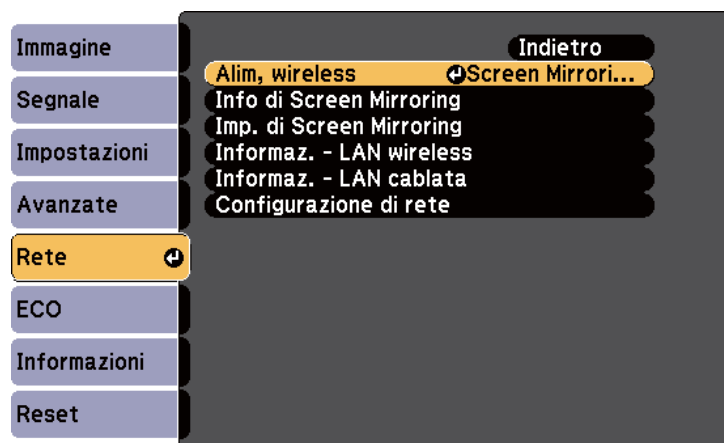 Immagine
Segnale
Impostazioni
Avanzate
Rete
ECO
Informazioni
Reset
Indietro
Alim, wireless Screen Mirrori...
Info di Screen Mirroring
Imp. di Screen Mirroring
Informaz. - LAN wireless
Informaz. - LAN cablata
Configurazione di rete